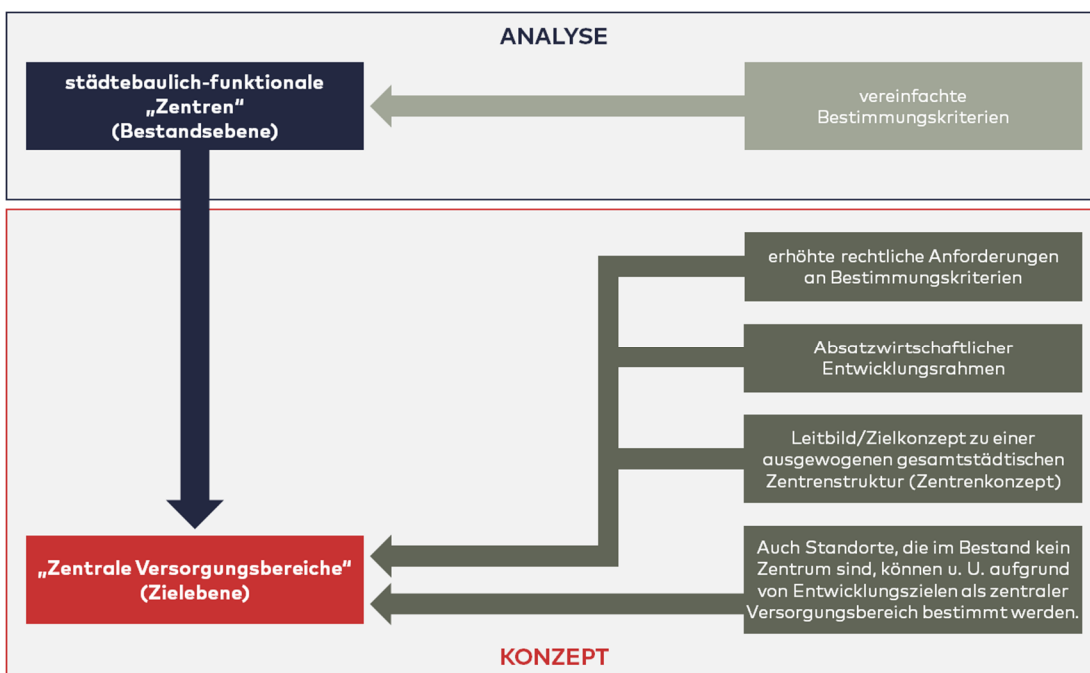 ANALYSE
städtebaulich-funktionale
„Zentren“
(Bestandsebene)
vereinfachte
Bestimmungskriterien
erhöhte rechtliche Anforderungen
an Bestimmungskriterien
Absatzwirtschaftlicher
Entwicklungsrahmen
Leitbild/Zielkonzept zu einer
ausgewogenen gesamtstädtischen
Zentrenstruktur (Zentrenkonzept)
„Zentrale Versorgungsbereiche“
(Zielebene)
Auch Standorte, die im Bestand kein
Zentrum sind, können u. U. aufgrund
von Entwicklungszielen als zentraler
Versorgungsbereich bestimmt werden.
KONZEPT